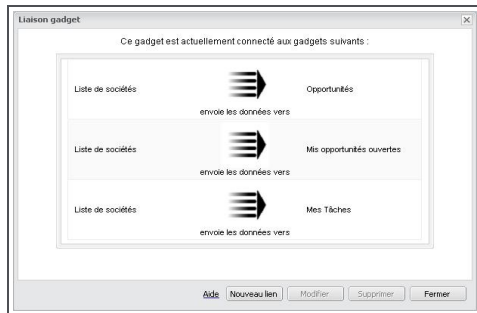 Liaison gadget
Ce gadget est actuellement connecté aux gadgets suivants :
Liste de sociétés
Opportunités
envoie les données vers
Liste de sociétés
Mis opportunités ouvertes
envoie les données vers
Liste de sociétés
Mes Tâches
envoie les données vers
Aide Nouveau lien Modifier Supprimer Fermer